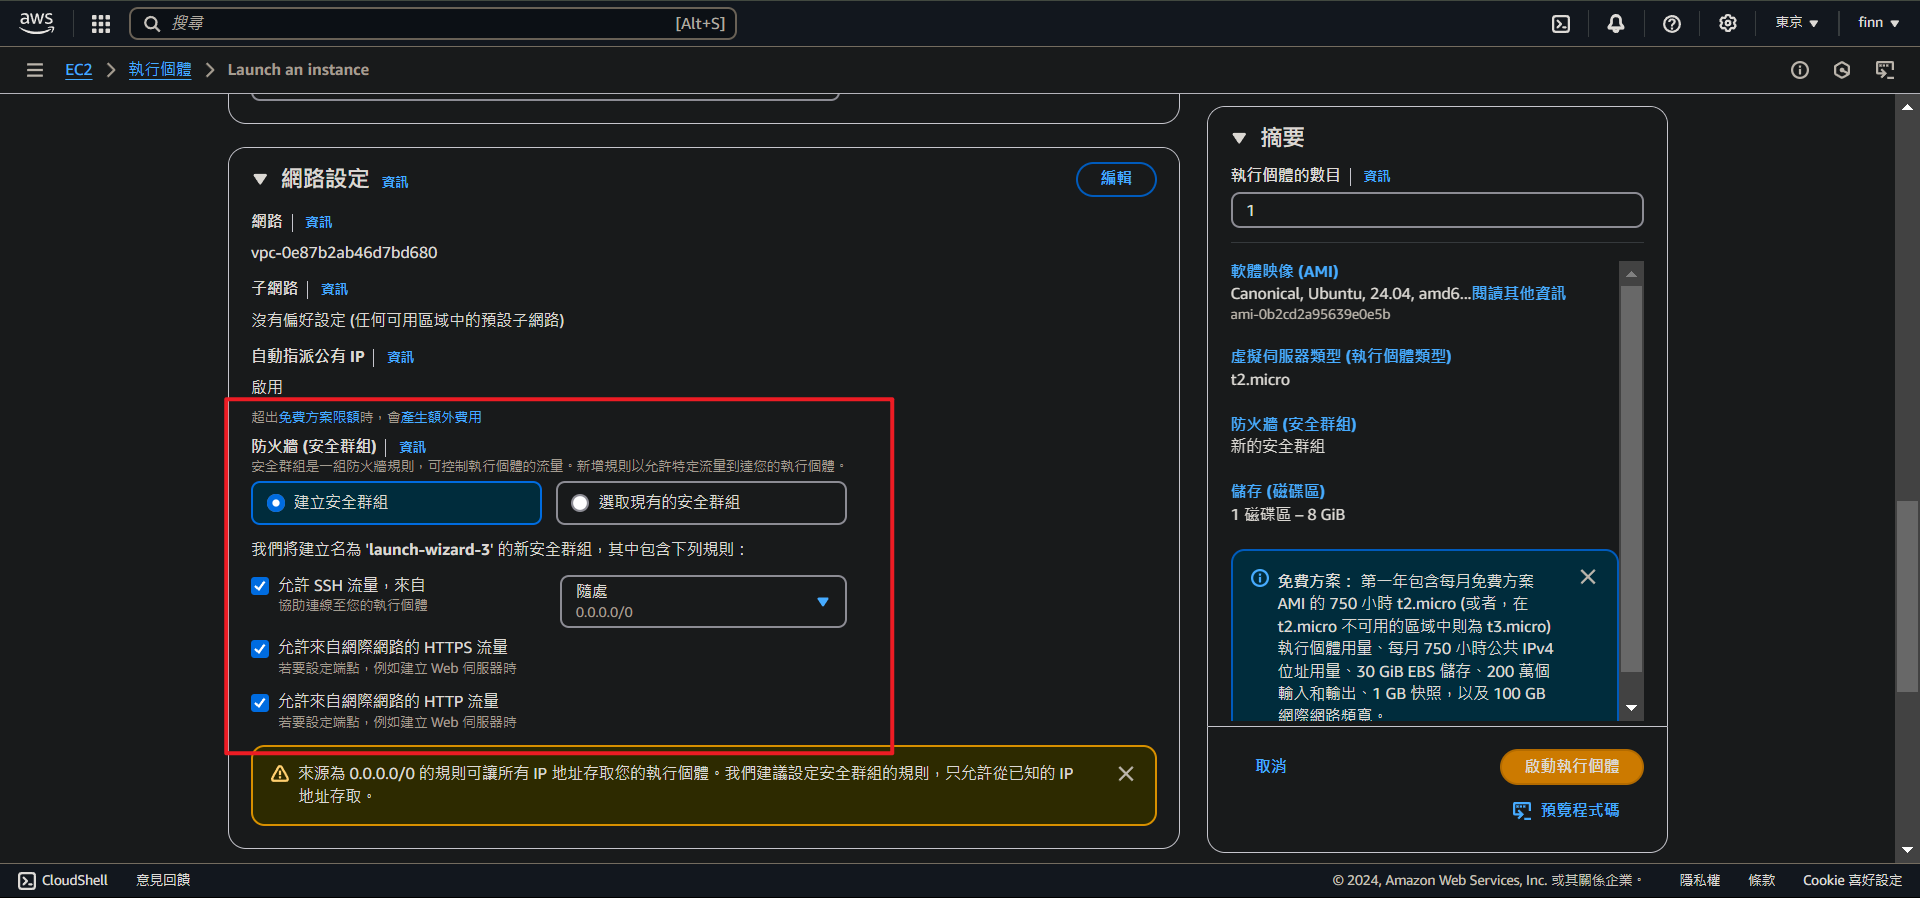 aws
搜尋
[Alt+S]
東京
finn
EC2
執行個體
Launch an instance
網路設定 資訊
編輯
網路 資訊
vpc-0e87b2ab46d7bd680
子網路 資訊
沒有偏好設定 (任何可用區域中的預設子網路)
自動指派公有 IP 資訊
啟用
超出免費方案限額時，會產生額外費用
防火牆 (安全群組) 資訊
安全群組是一組防火牆規則，可控制執行個體的流量。新增規則以允許特定流量到達您的執行個體。
建立安全群組
選取現有的安全群組
我們將建立名為 'launch-wizard-3' 的新安全群組，其中包含下列規則：
允許 SSH 流量，來自
協助連線至您的執行個體
隨處
0.0.0.0/0
允許來自網際網路的 HTTPS 流量
若要設定端點，例如建立 Web 伺服器時
允許來自網際網路的 HTTP 流量
若要設定端點，例如建立 Web 伺服器時
來源為 0.0.0.0/0 的規則可讓所有 IP 地址存取您的執行個體。我們建議設定安全群組的規則，只允許從已知的 IP
地址存取。
摘要
執行個體的數目 資訊
1
軟體映像 (AMI)
Canonical, Ubuntu, 24.04, amd6...閱讀其他資訊
ami-0b2cd2a95639e0e5b
虛擬伺服器類型 (執行個體類型)
t2.micro
防火牆 (安全群組)
新的安全群組
儲存 (磁碟區)
1 磁碟區 – 8 GiB
免費方案： 第一年包含每月免費方案
AMI 的 750 小時 t2.micro (或者，在
t2.micro 不可用的區域中則為 t3.micro)
執行個體用量、每月 750 小時公共 IPv4
位址用量、30 GiB EBS 儲存、200 萬個
輸入和輸出、1 GB 快照，以及 100 GB
網際網路頻寬。
取消
啟動執行個體
預覽程式碼
CloudShell
意見回饋
© 2024, Amazon Web Services, Inc. 或其關係企業。
隱私權
條款
Cookie 喜好設定